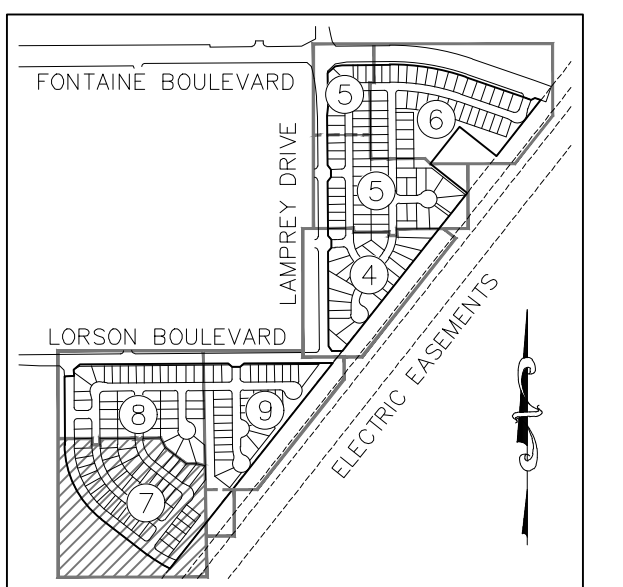 FONTAINE BOULEVARD
5
6
LAMPREY DRIVE
5
4
LORSON BOULEVARD
ELECTRIC EASEMENTS
8
9
7